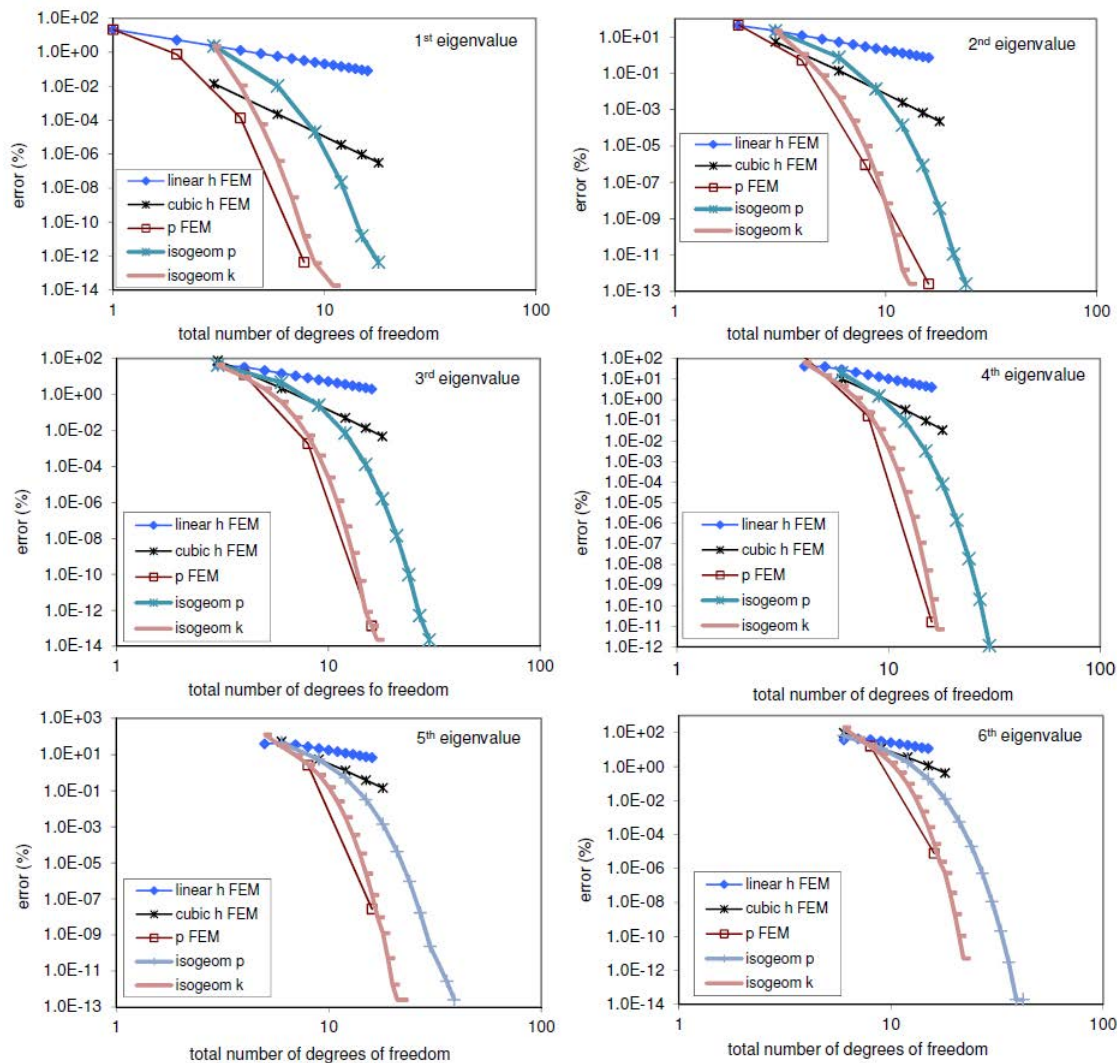 1st eigenvalue
error (%)
1.0E+02
1.0E+00
1.0E-02
1.0E-04
1.0E-06
1.0E-08
1.0E-10
1.0E-12
1.0E-14
linear h FEM
cubic h FEM
p FEM
isogeom p
isogeom k
1 10 100
total number of degrees of freedom
2nd eigenvalue
error (%)
1.0E+01
1.0E-01
1.0E-03
1.0E-05
1.0E-07
1.0E-09
1.0E-11
1.0E-13
linear h FEM
cubic h FEM
p FEM
isogeom p
isogeom k
1 10 100
total number of degrees of freedom
3rd eigenvalue
error (%)
1.0E+02
1.0E+00
1.0E-02
1.0E-04
1.0E-06
1.0E-08
1.0E-10
1.0E-12
1.0E-14
linear h FEM
cubic h FEM
p FEM
isogeom p
isogeom k
1 10 100
total number of degrees fo freedom
4th eigenvalue
error (%)
1.0E+02
1.0E+01
1.0E+00
1.0E-01
1.0E-02
1.0E-03
1.0E-04
1.0E-05
1.0E-06
1.0E-07
1.0E-08
1.0E-09
1.0E-10
1.0E-11
1.0E-12
linear h FEM
cubic h FEM
p FEM
isogeom p
isogeom k
1 10 100
total number of degrees of freedom
5th eigenvalue
error (%)
1.0E+03
1.0E+01
1.0E-01
1.0E-03
1.0E-05
1.0E-07
1.0E-09
1.0E-11
1.0E-13
linear h FEM
cubic h FEM
p FEM
isogeom p
isogeom k
1 10 100
total number of degrees of freedom
6th eigenvalue
error (%)
1.0E+02
1.0E+00
1.0E-02
1.0E-04
1.0E-06
1.0E-08
1.0E-10
1.0E-12
1.0E-14
linear h FEM
cubic h FEM
p FEM
isogeom p
isogeom k
1 10 100
total number of degrees of freedom